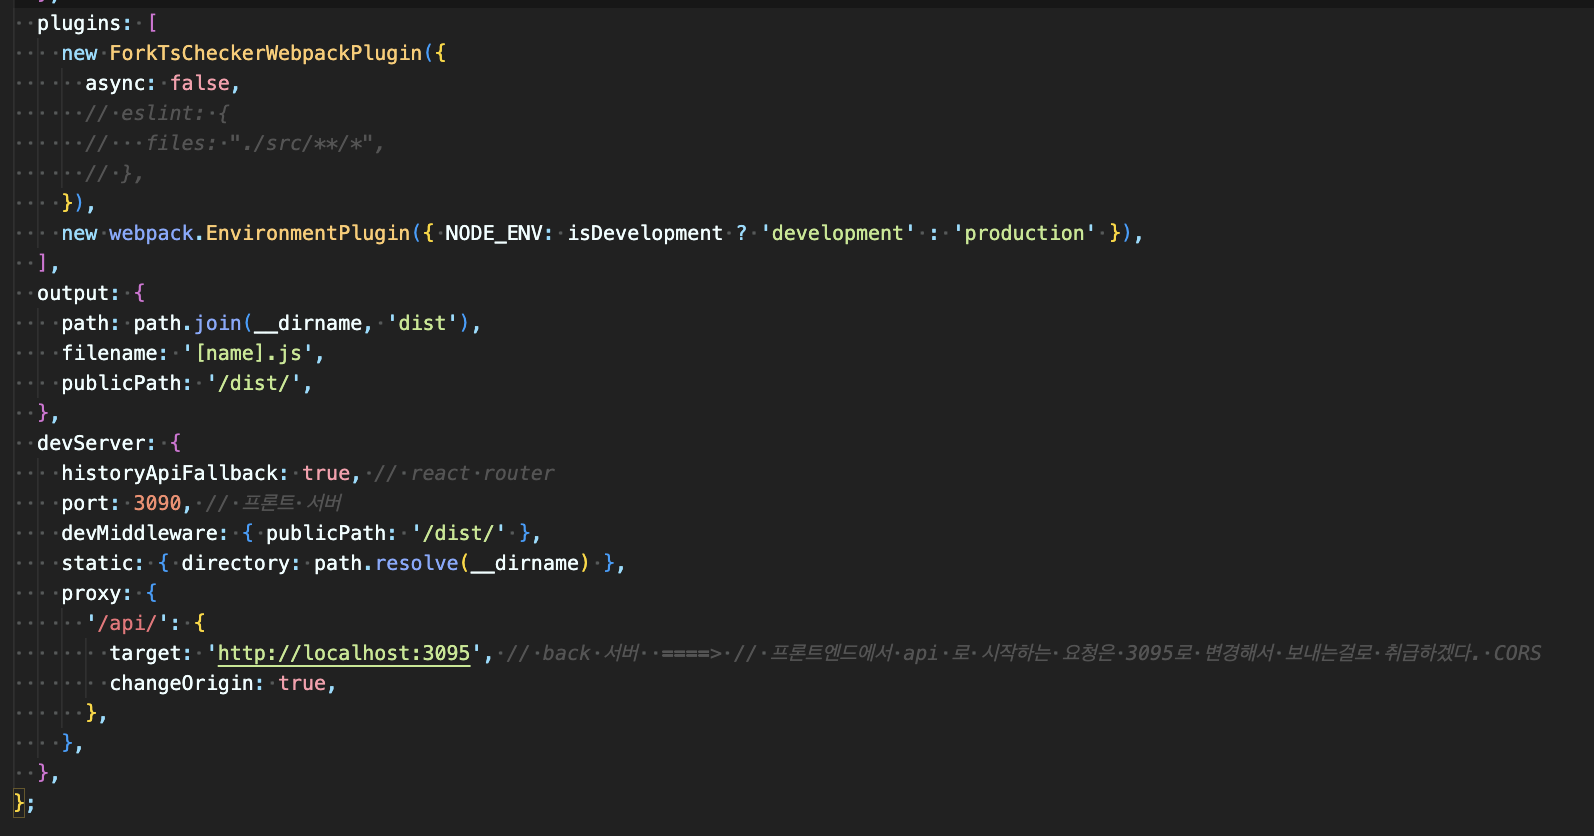 plugins: [
new ForkTsCheckerWebpackPlugin({
async: false,
// eslint: {
//   files: "./src/**/*",
// },
}),
new webpack.EnvironmentPlugin({ NODE_ENV: isDevelopment ? 'development' : 'production' }),
],
output: {
path: path.join(__dirname, 'dist'),
filename: '[name].js',
publicPath: '/dist/',
},
devServer: {
historyApiFallback: true, // react router
port: 3090, // 프론트 서버
devMiddleware: { publicPath: '/dist/' },
static: { directory: path.resolve(__dirname) },
proxy: {
'/api/': {
target: 'http://localhost:3095', // back 서버  ====> // 프론트엔드에서 api 로 시작하는 요청은 3095로 변경해서 보내는걸로 취급하겠다. CORS
changeOrigin: true,
},
},
},
};